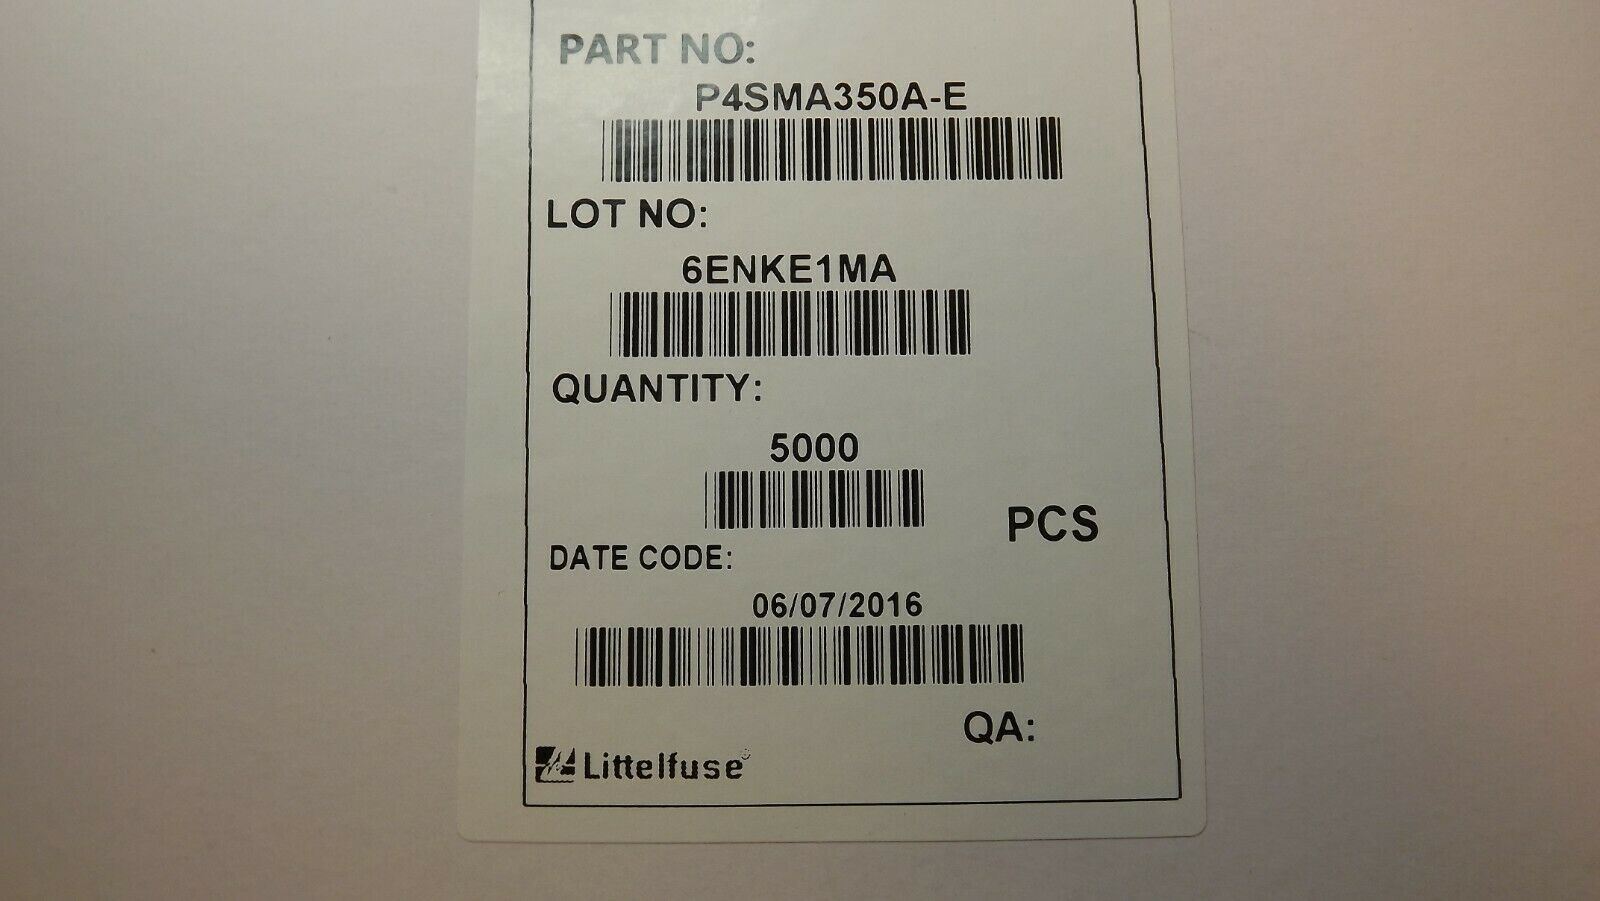 PART NO:
P4SMA350A-E
LOT NO:
6ENKE1MA
QUANTITY:
5000
PCS
DATE CODE:
06/07/2016
QA:
Littelfuse®